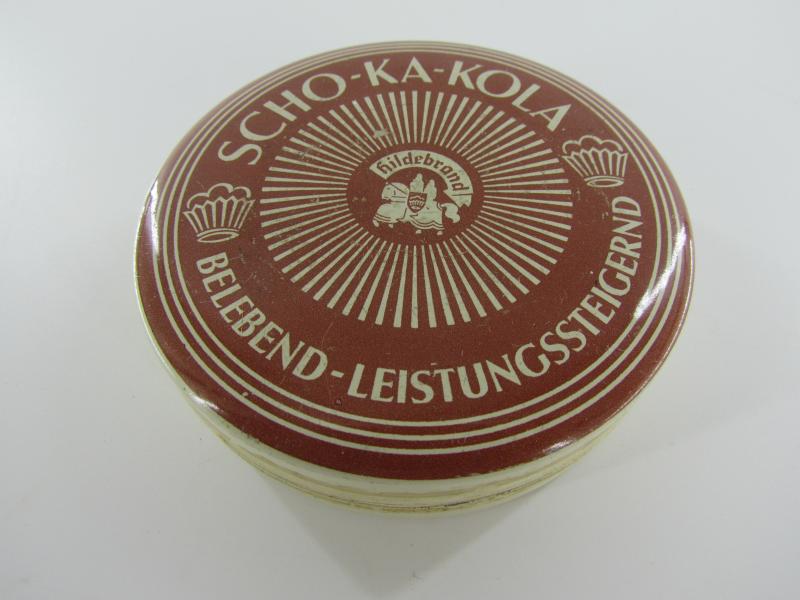 SCHO-KA-KOLA
Hildebrand
BELEBEND-LEISTUNGSSTEIGERND